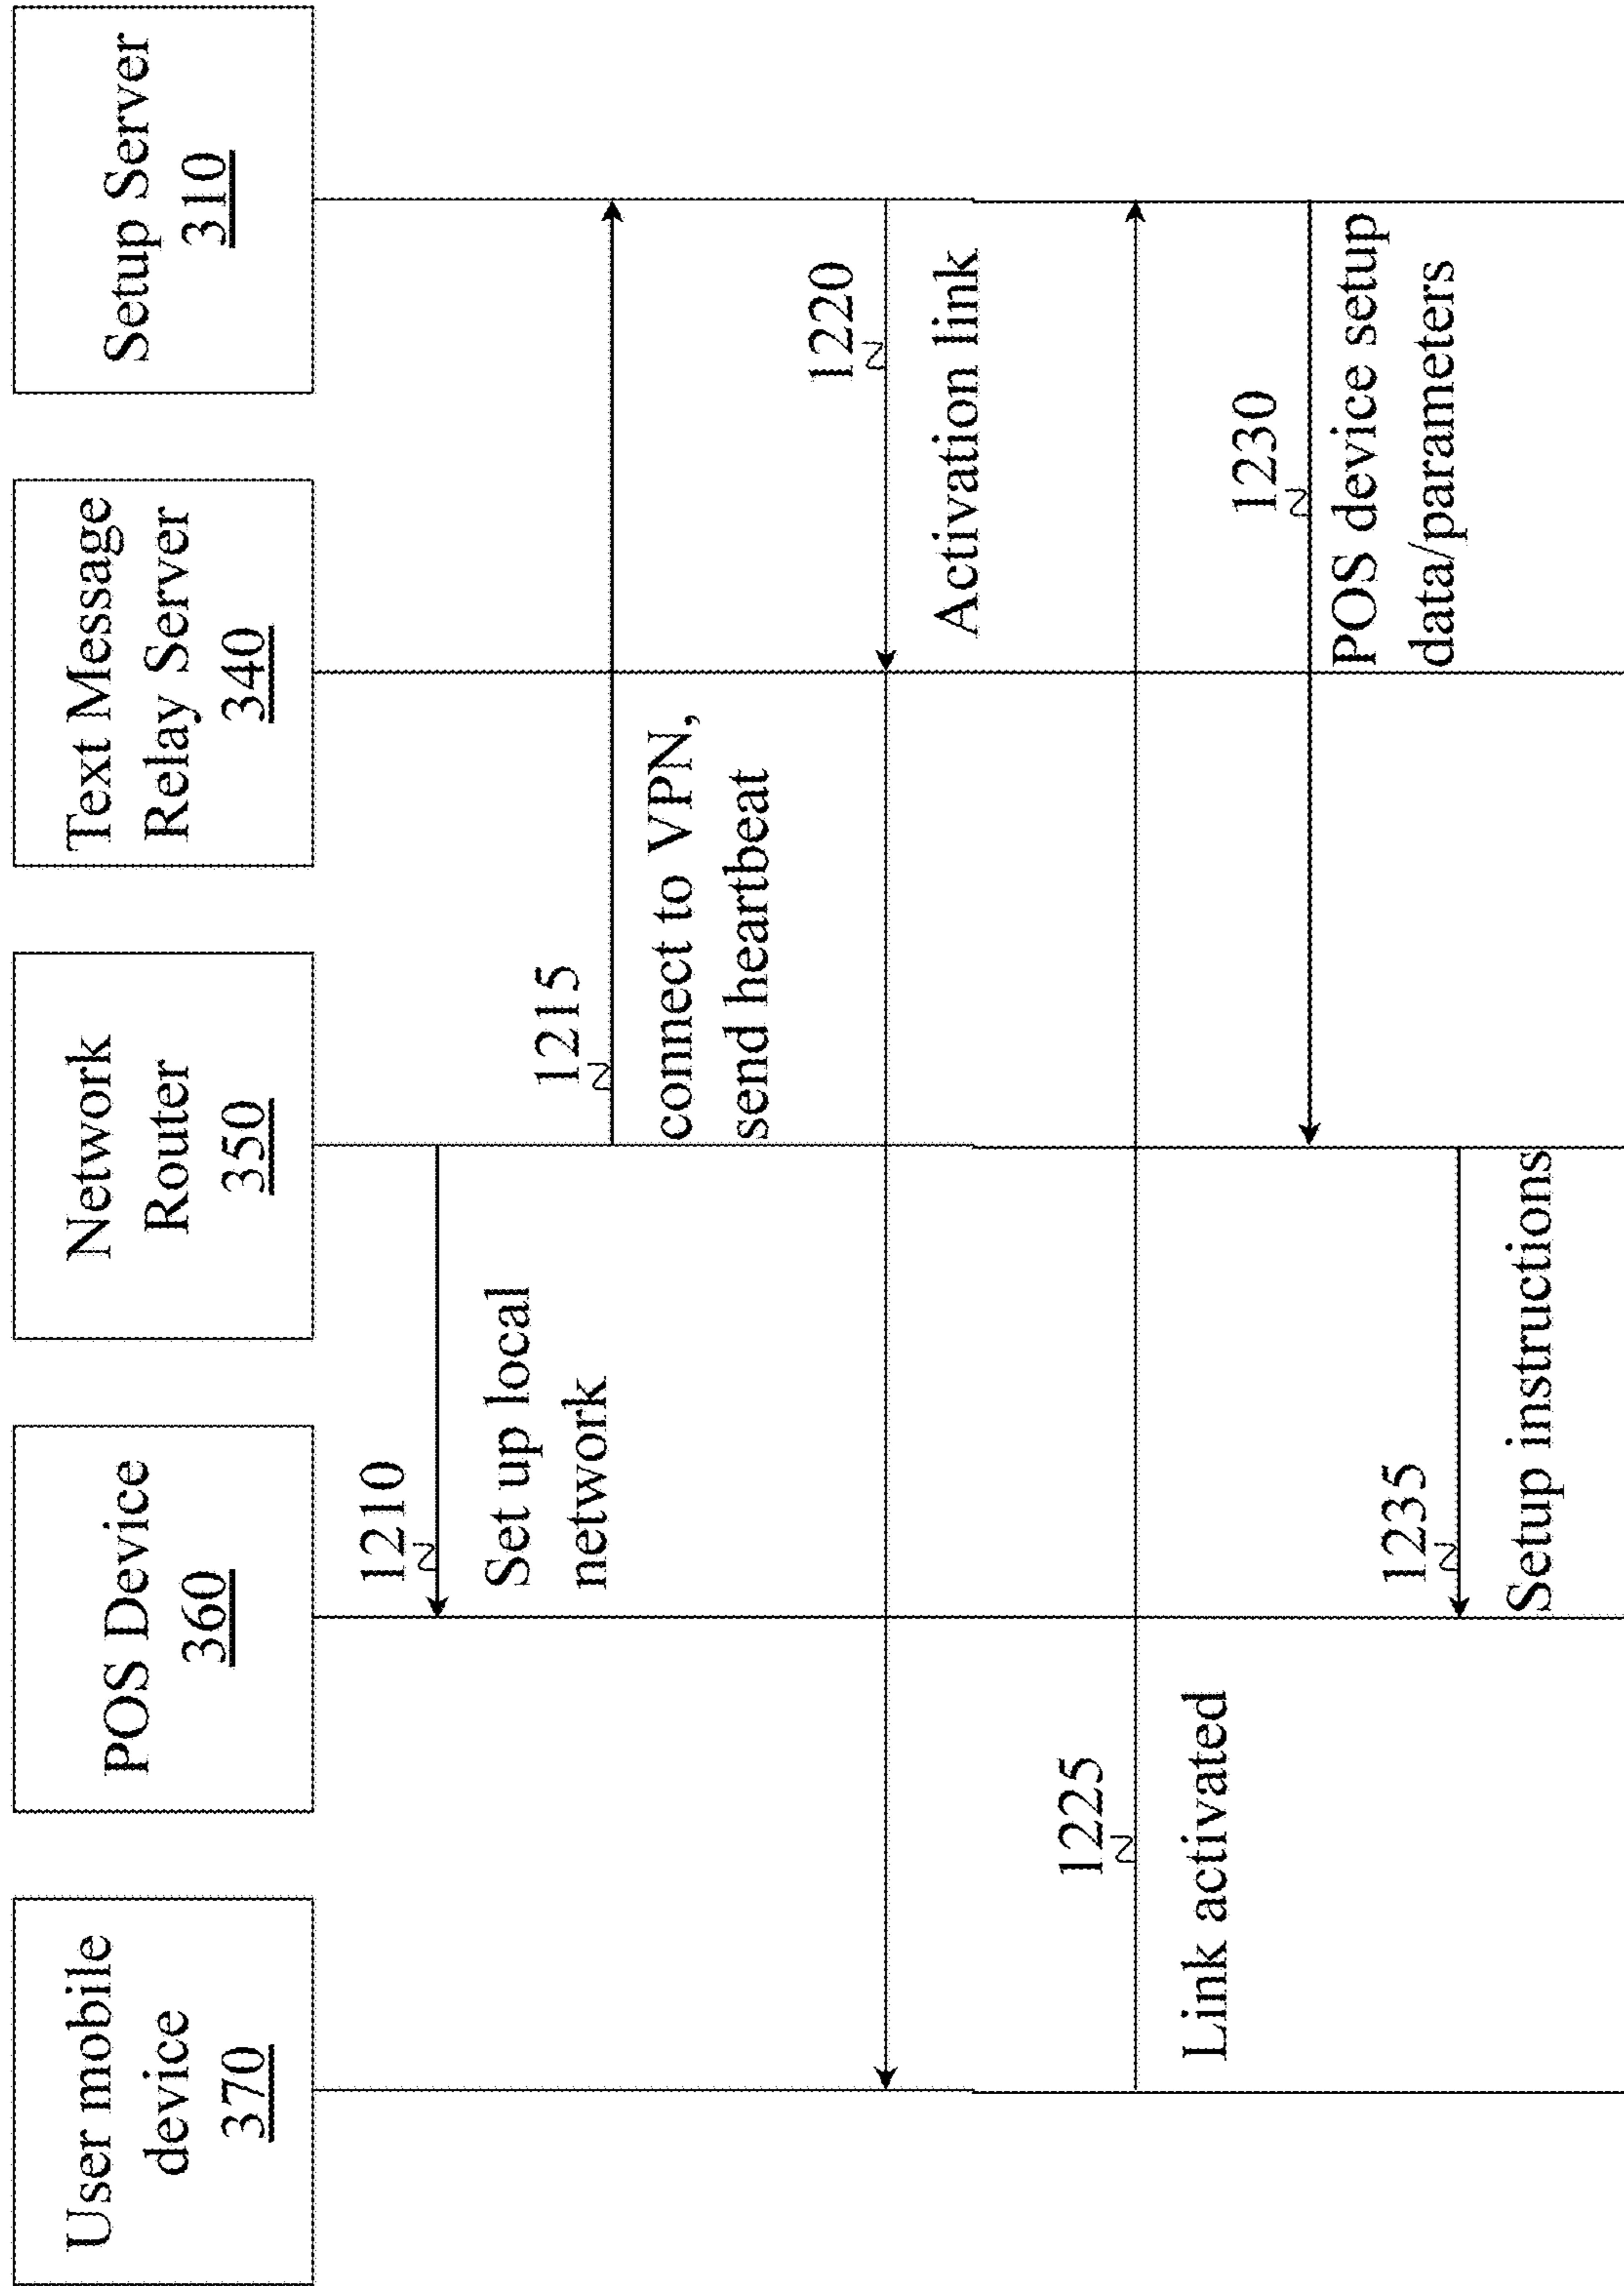 User mobile
device
370
POS Device
360
Network
Router
350
Text Message
Relay Server
340
Setup Server
310
1210
Set up local
network
1215
connect to VPN,
send heartbeat
1220
Activation link
1225
Link activated
1230
POS device setup
data/parameters
1235
Setup instructions